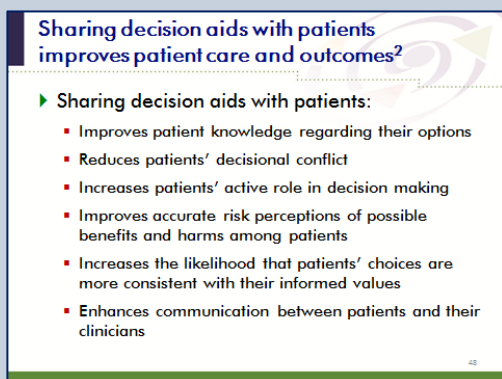 Sharing decision aids with patients
improves patient care and outcomes²
Sharing decision aids with patients:
Improves patient knowledge regarding their options
Reduces patients' decisional conflict
Increases patients' active role in decision making
Improves accurate risk perceptions of possible
benefits and harms among patients
Increases the likelihood that patients' choices are
more consistent with their informed values
Enhances communication between patients and their
clinicians
48